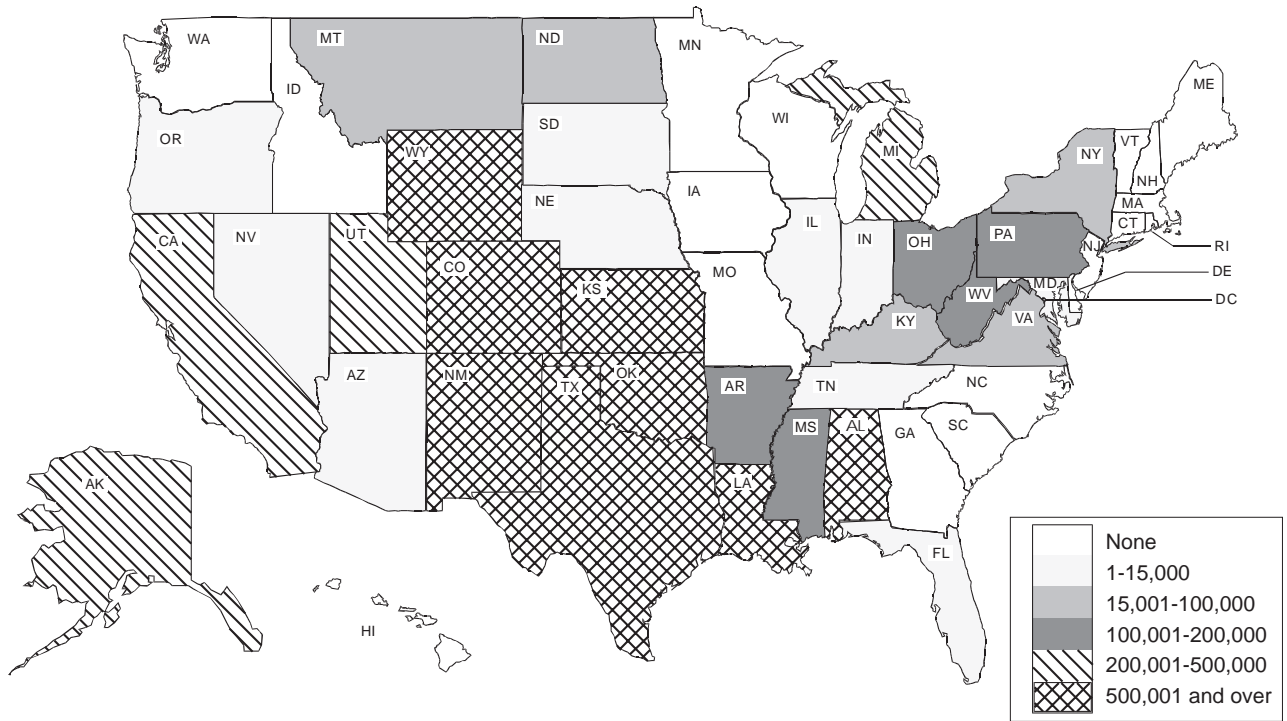 WA
MT
ND
MN
ME
ID
VT
OR
SD
WI
NY
WY
MI
NH
MA
IA
NE
CT
CA
NV
UT
IL
IN
OH
PA
NJ
RI
CO
MO
DE
KS
WV
MD
DC
KY
VA
AZ
NM
TX
OK
AR
TN
NC
MS
AL
GA
SC
AK
LA
FL
HI
None
1-15,000
15,001-100,000
100,001-200,000
200,001-500,000
500,001 and over